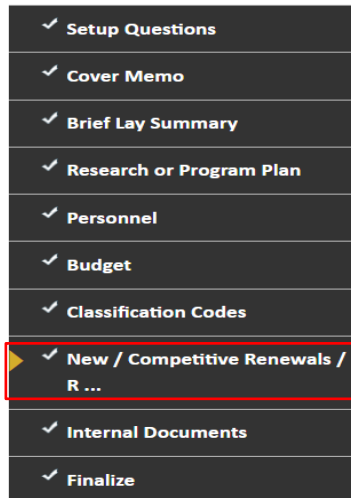 Setup Questions
Cover Memo
Brief Lay Summary
Research or Program Plan
Personnel
Budget
Classification Codes
New / Competitive Renewals /
R ...
Internal Documents
Finalize